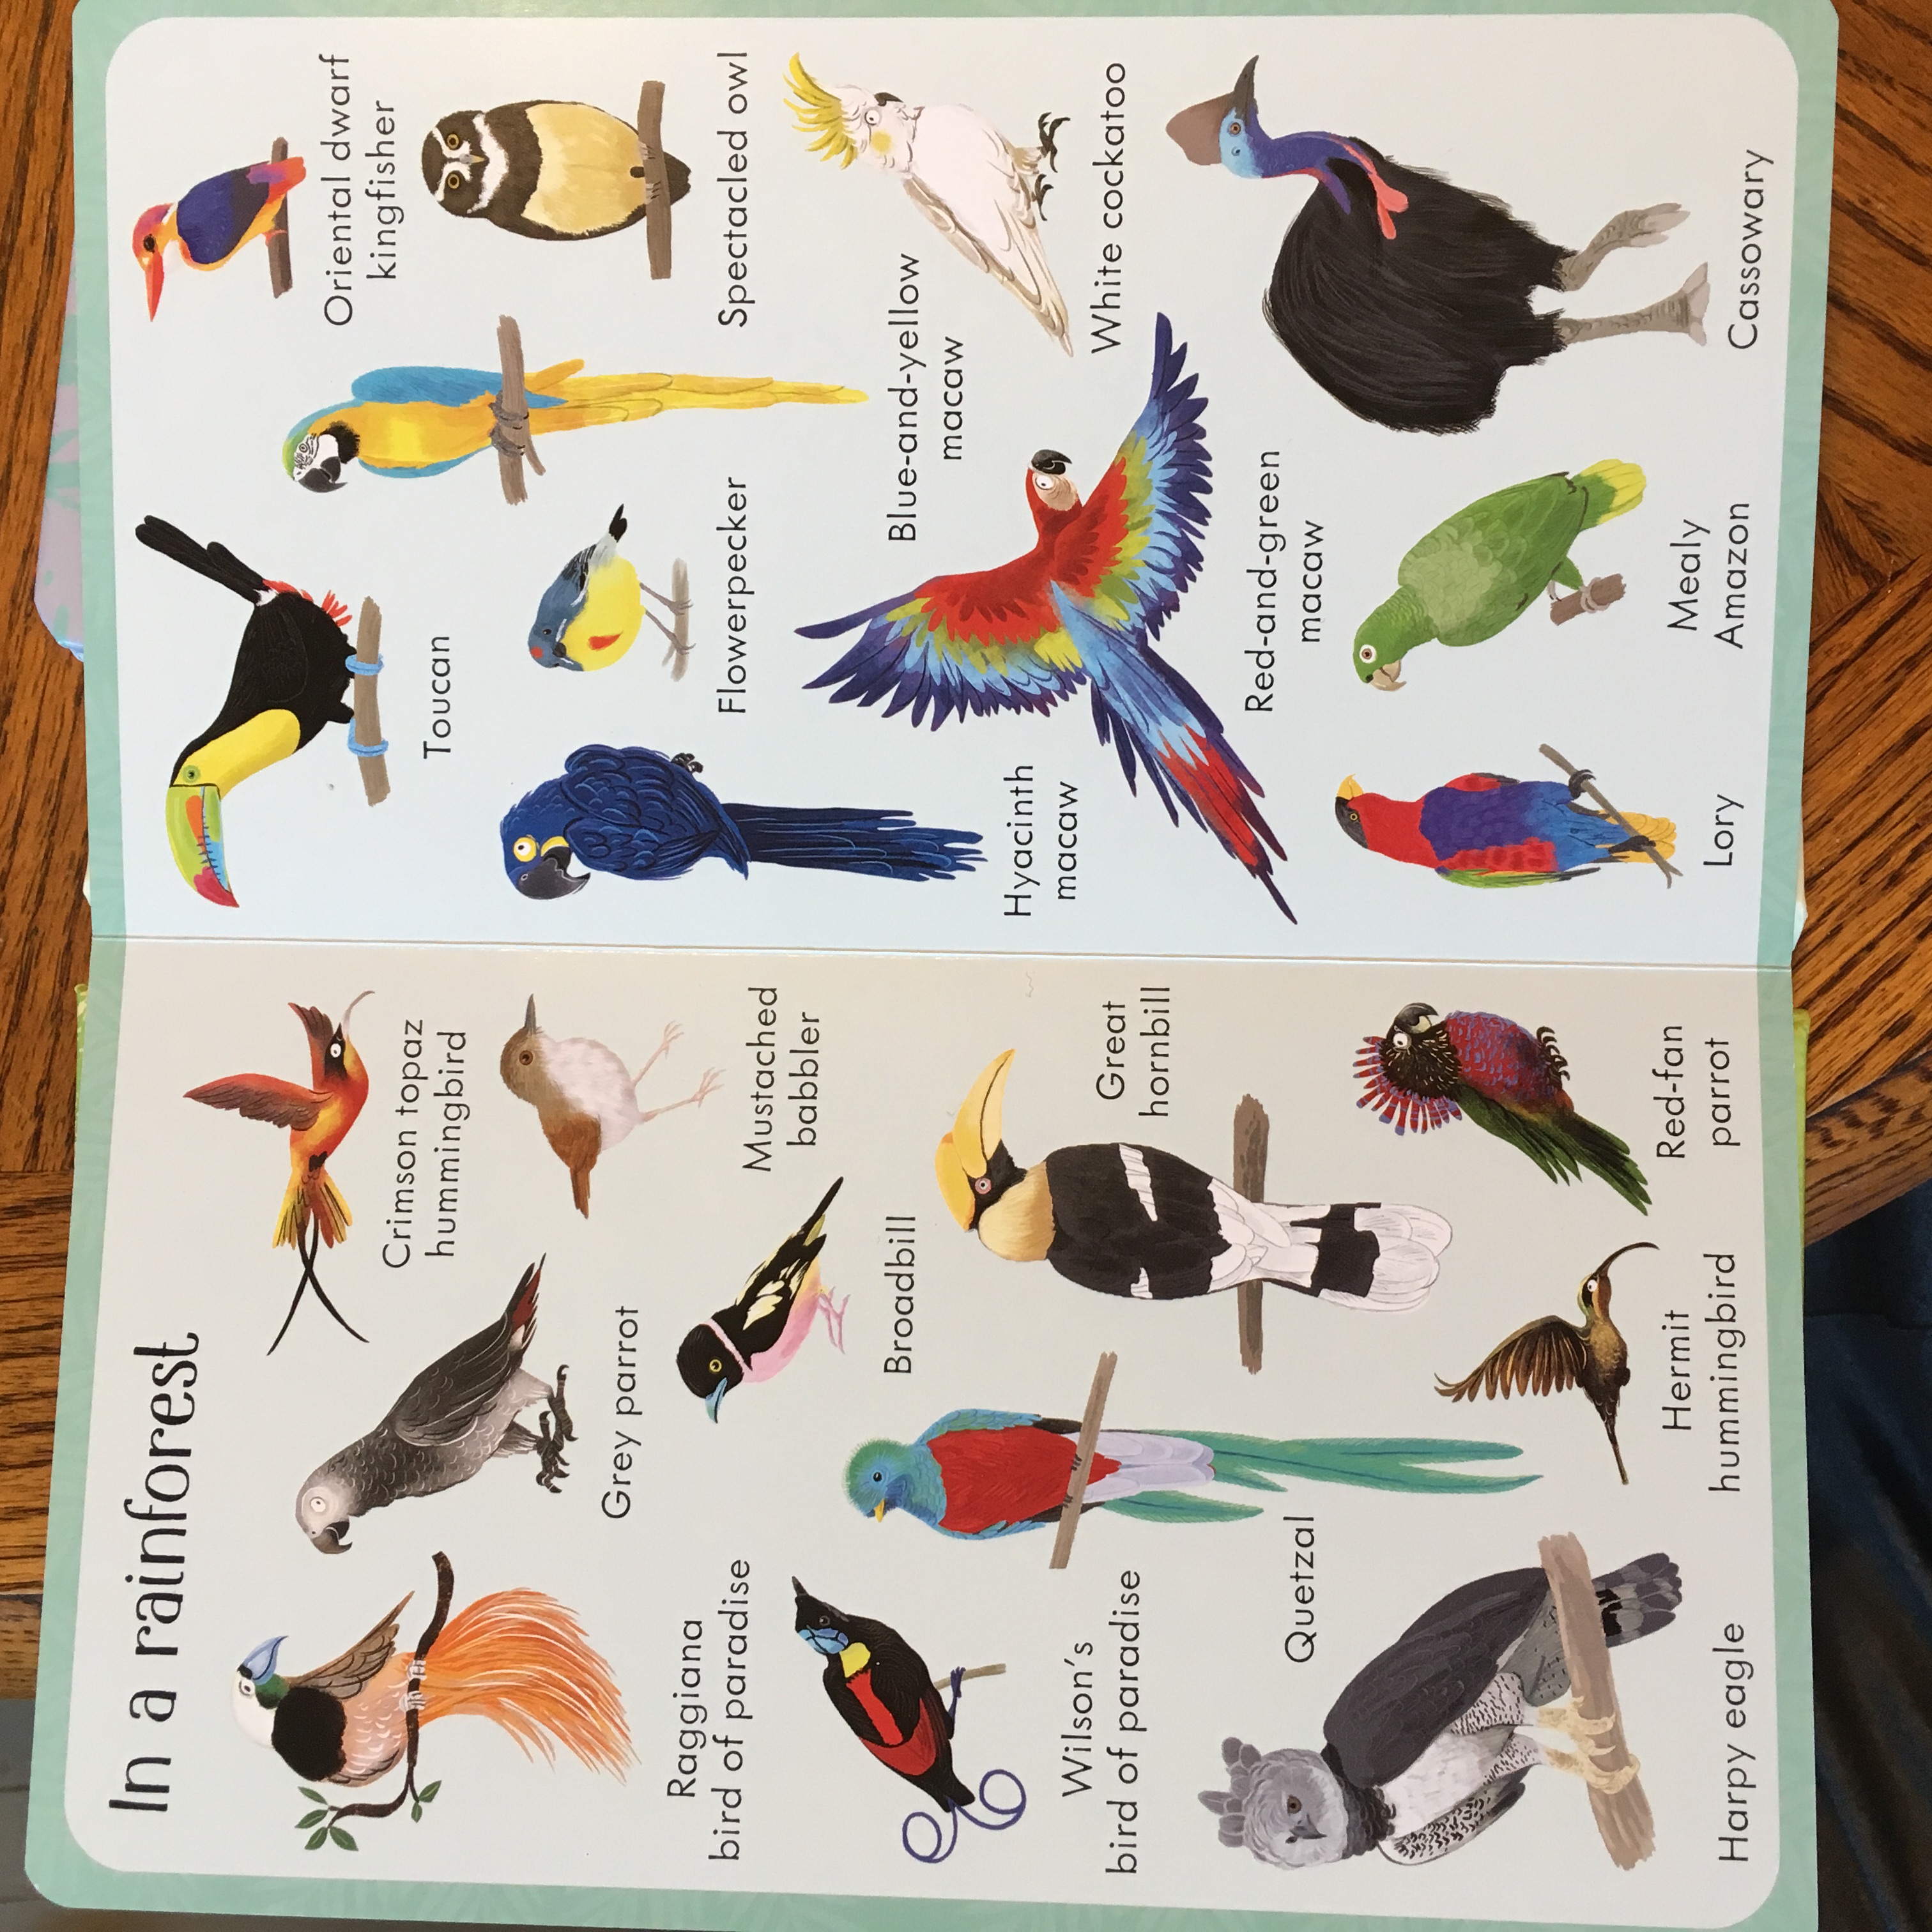 In a rainforest
Crimson topaz
hummingbird
Grey parrot
Raggiana
bird of paradise
Mustached
babbler
Broadbill
Wilson's
bird of paradise
Great
hornbill
Quetzal
Harpy eagle
Hermit
hummingbird
Red-fan
parrot
Toucan
Oriental dwarf
kingfisher
Flowerpecker
Spectacled owl
Blue-and-yellow
macaw
Hyacinth
macaw
White cockatoo
Red-and-green
macaw
Lory
Mealy
Amazon
Cassowary